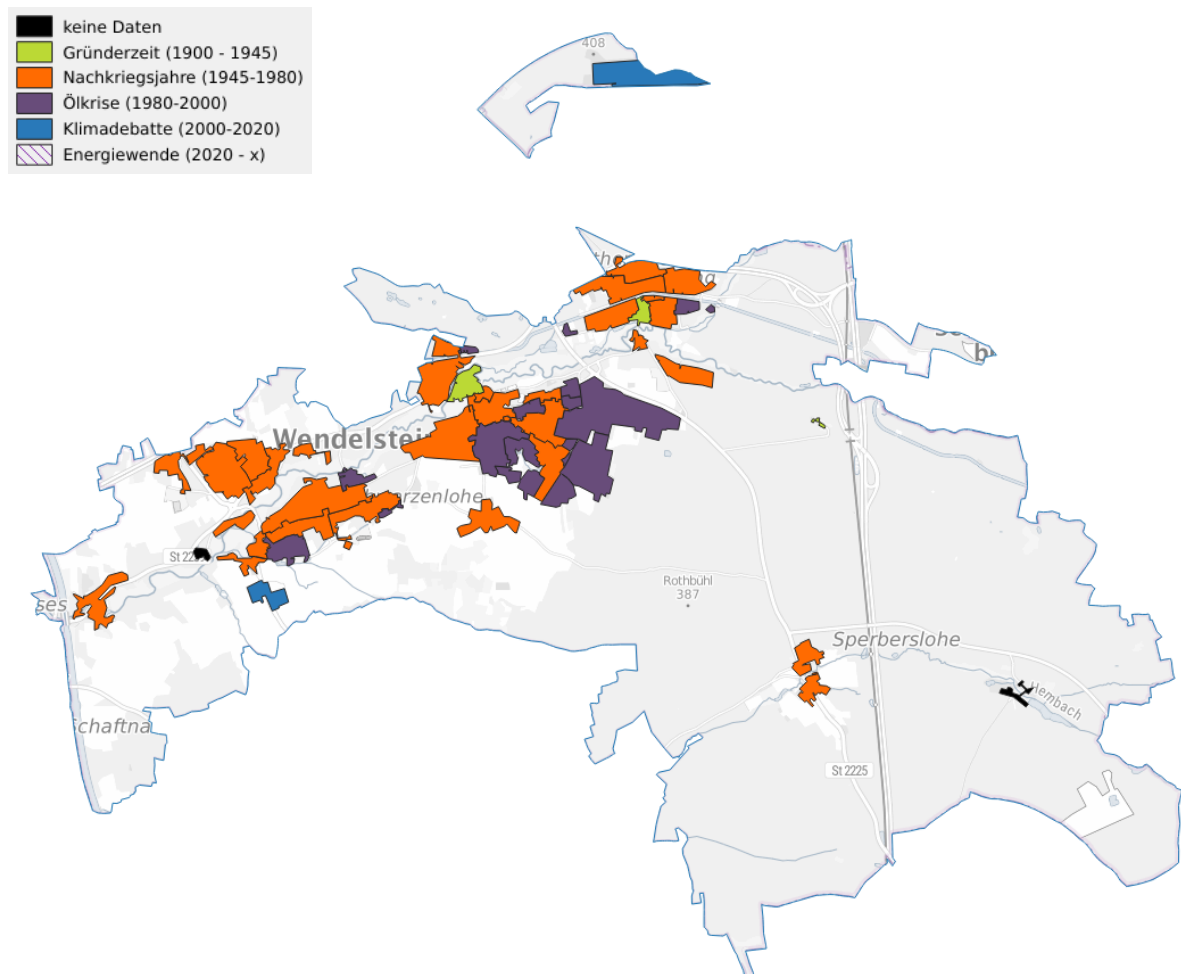 keine Daten
Gründerzeit (1900 - 1945)
Nachkriegsjahre (1945-1980)
Ölkrise (1980-2000)
Klimadebatte (2000-2020)
Energiewende (2020 - x)
408
Wendelstei
arzenlohe
St 22
Rothbühl
387
Sperberslohe
Hembach
chaftna
St 2225